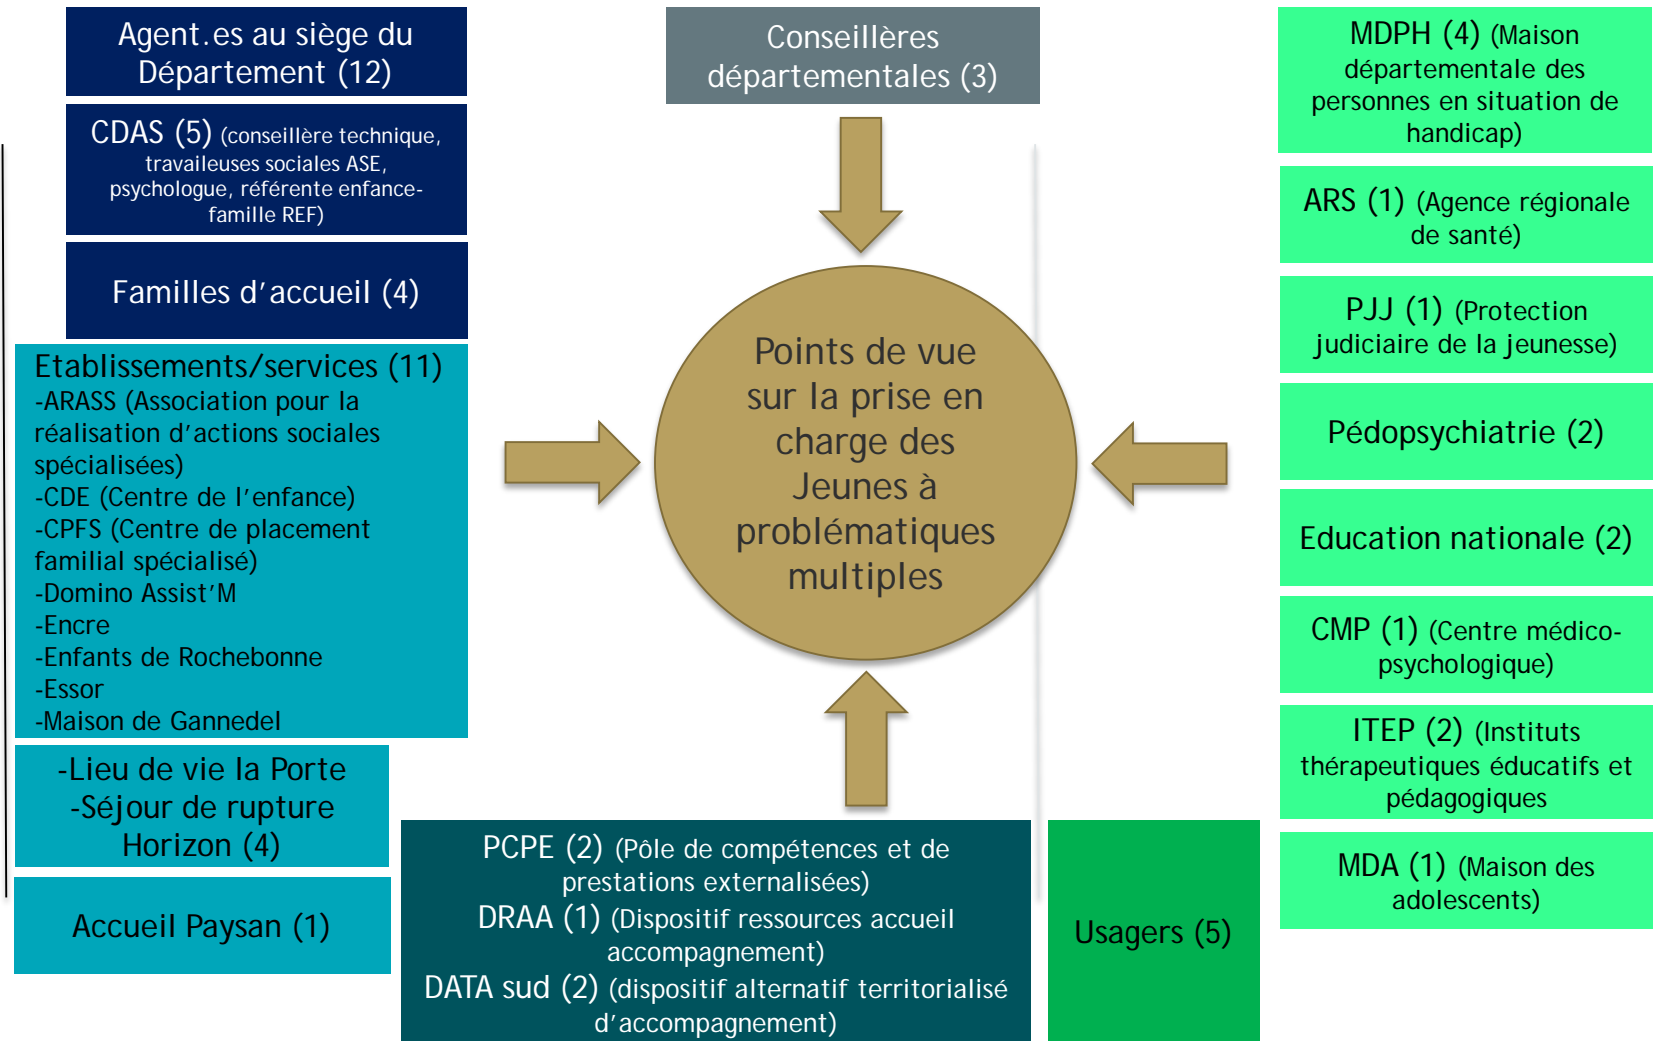 Agent.es au siège du
Département (12)
CDAS (5) (conseillère technique,
travaileuses sociales ASE,
psychologue, référente enfance-
famille REF)
Familles d’accueil (4)
Etablissements/services (11)
-ARASS (Association pour la
réalisation d’actions sociales
spécialisées)
-CDE (Centre de l’enfance)
-CPFS (Centre de placement
familial spécialisé)
-Domino Assist’M
-Encre
-Enfants de Rochebonne
-Essor
-Maison de Gannedel
-Lieu de vie la Porte
-Séjour de rupture
Horizon (4)
Accueil Paysan (1)
Conseillères
départementales (3)
Points de vue
sur la prise en
charge des
Jeunes à
problématiques
multiples
PCPE (2) (Pôle de compétences et de
prestations externalisées)
DRAA (1) (Dispositif ressources accueil
accompagnement)
DATA sud (2) (dispositif alternatif territorialisé
d’accompagnement)
Usagers (5)
MDPH (4) (Maison
départementale des
personnes en situation de
handicap)
ARS (1) (Agence régionale
de santé)
PJJ (1) (Protection
judiciaire de la jeunesse)
Pédopsychiatrie (2)
Education nationale (2)
CMP (1) (Centre médico-
psychologique)
ITEP (2) (Instituts
thérapeutiques éducatifs et
pédagogiques
MDA (1) (Maison des
adolescents)